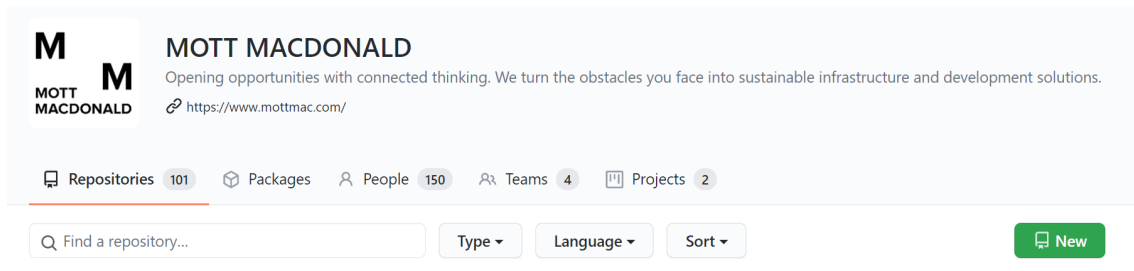 M
M
MOTT
MACDONALD
MOTT MACDONALD
Opening opportunities with connected thinking. We turn the obstacles you face into sustainable infrastructure and development solutions.
https://www.mottmac.com/
Repositories 101 Packages People 150 Teams 4 Projects 2
Find a repository... Type Language Sort New